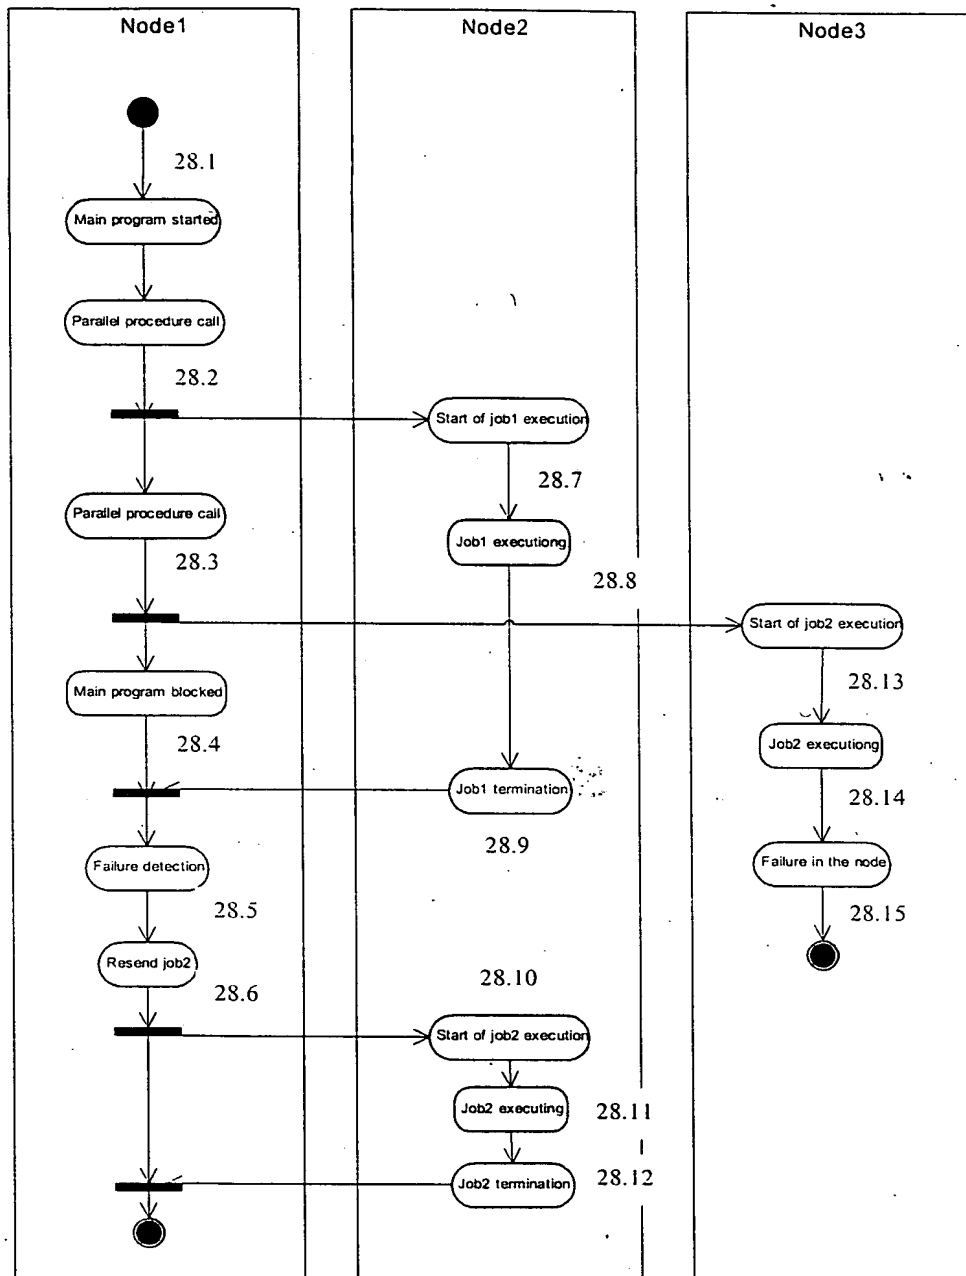 Node1
Node2
Node3
28.1
Main program started
Parallel procedure call
28.2
Start of job1 execution
28.7
Parallel procedure call
Job1 executiong
28.3
28.8
Start of job2 execution
Main program blocked
28.13
28.4
Job2 executiong
Job1 termination
28.14
28.9
Failure detection
Failure in the node
28.5
28.15
Resend job2
28.10
28.6
Start of job2 execution
Job2 executing
28.11
Job2 termination
28.12